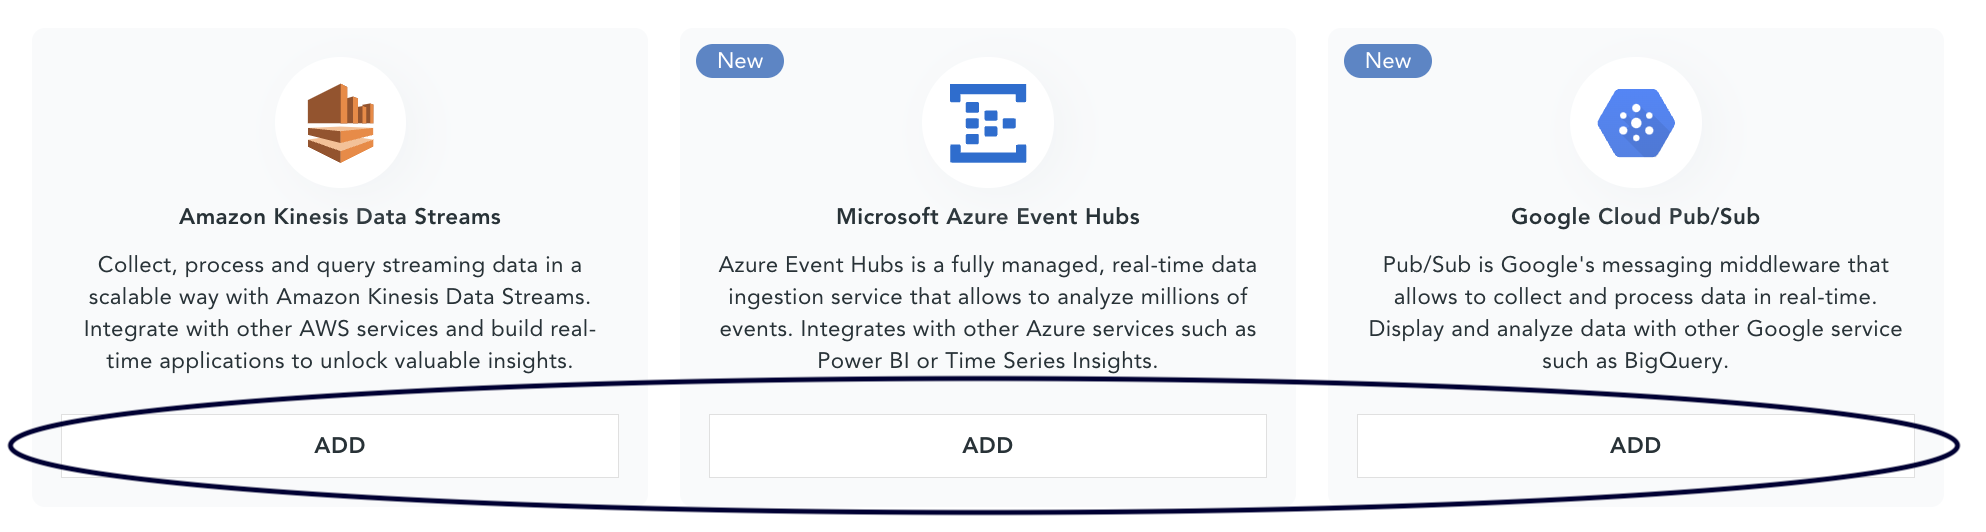 Amazon Kinesis Data Streams
Collect, process and query streaming data in a
scalable way with Amazon Kinesis Data Streams.
Integrate with other AWS services and build real-
time applications to unlock valuable insights.
ADD
New
Microsoft Azure Event Hubs
Azure Event Hubs is a fully managed, real-time data
ingestion service that allows to analyze millions of
events. Integrates with other Azure services such as
Power BI or Time Series Insights.
ADD
New
Google Cloud Pub/Sub
Pub/Sub is Google's messaging middleware that
allows to collect and process data in real-time.
Display and analyze data with other Google service
such as BigQuery.
ADD